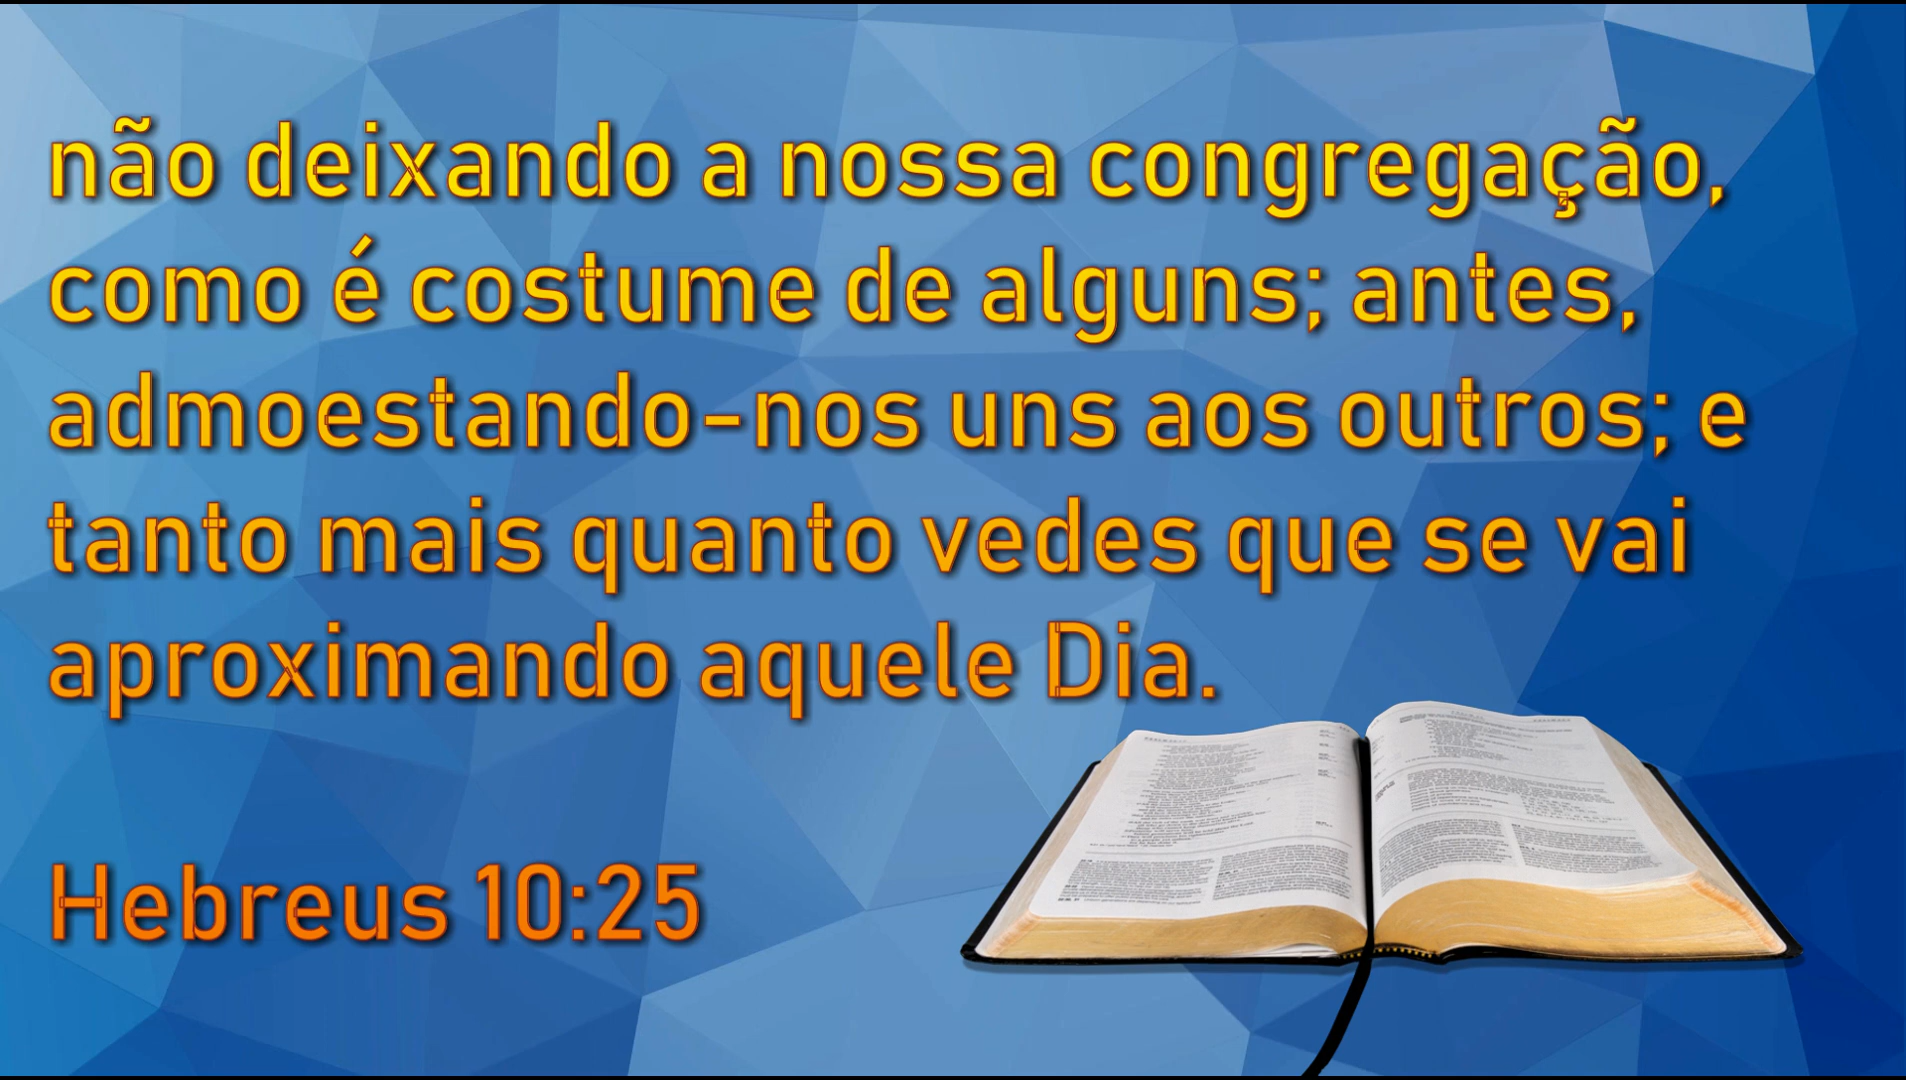 não deixando a nossa congregação,
como é costume de alguns; antes,
admoestando-nos uns aos outros; e
tanto mais quanto vedes que se vai
aproximando aquele Dia.
Hebreus 10:25